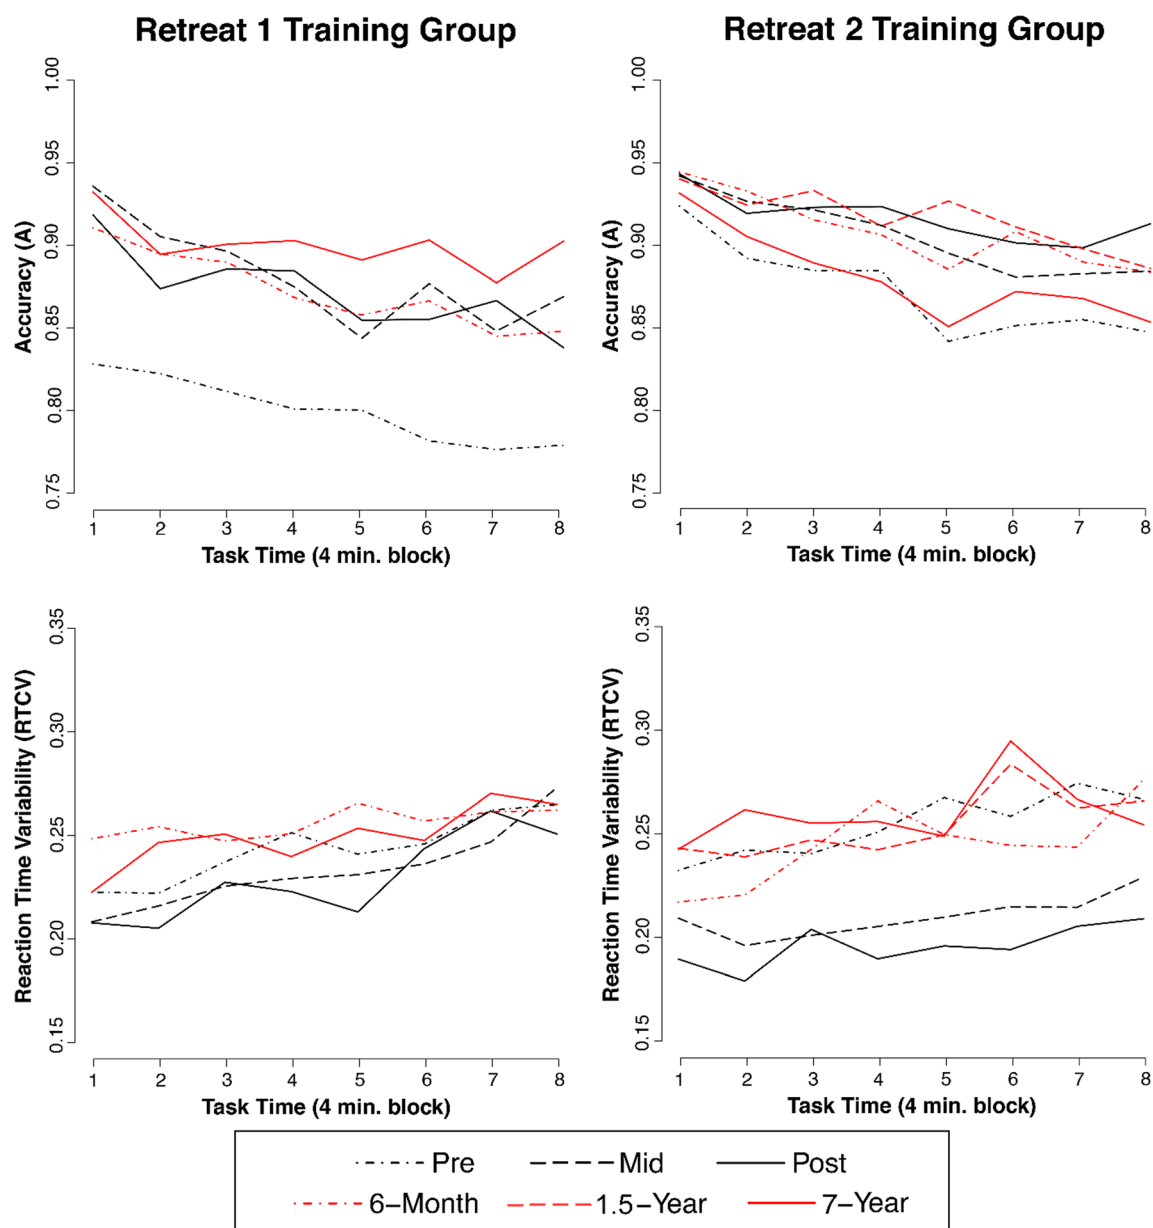 Retreat 1 Training Group
Retreat 2 Training Group
Accuracy (A)
1.00
0.95
0.90
0.85
0.80
0.75
1 2 3 4 5 6 7 8
Task Time (4 min. block)
Accuracy (A)
1.00
0.95
0.90
0.85
0.80
0.75
1 2 3 4 5 6 7 8
Task Time (4 min. block)
Reaction Time Variability (RTCV)
0.35
0.30
0.25
0.20
0.15
1 2 3 4 5 6 7 8
Task Time (4 min. block)
Reaction Time Variability (RTCV)
0.35
0.30
0.25
0.20
0.15
1 2 3 4 5 6 7 8
Task Time (4 min. block)
Pre Mid Post
6−Month 1.5−Year 7−Year